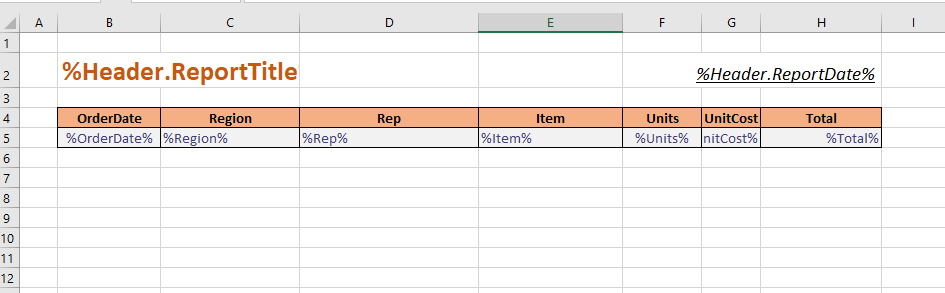 A B C D E F G H I
1
2 %Header.ReportTitle %Header.ReportDate%
3
4 OrderDate Region Rep Item Units UnitCost Total
5 %OrderDate% %Region% %Rep% %Item% %Units% nitCost% %Total%
6
7
8
9
10
11
12